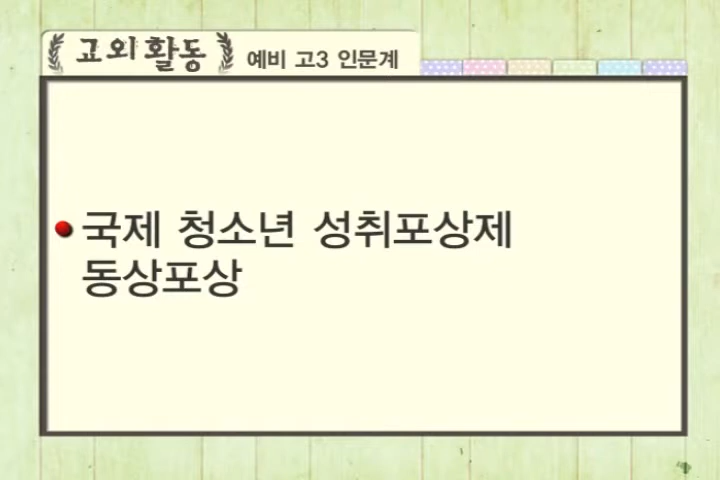 교외활동 예비 고3 인문계
국제 청소년 성취포상제
동상포상